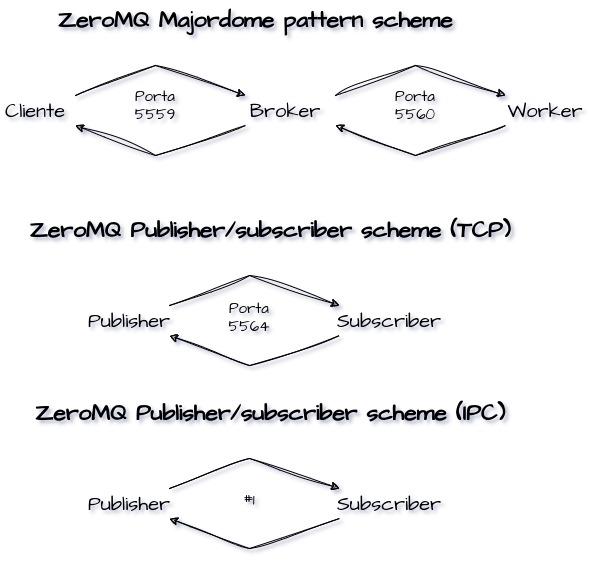 ZeroMQ Majordome pattern scheme
Cliente
Porta
5559
Broker
Porta
5560
Worker
ZeroMQ Publisher/subscriber scheme (TCP)
Publisher
Porta
5564
Subscriber
ZeroMQ Publisher/subscriber scheme (IPC)
Publisher
#1
Subscriber